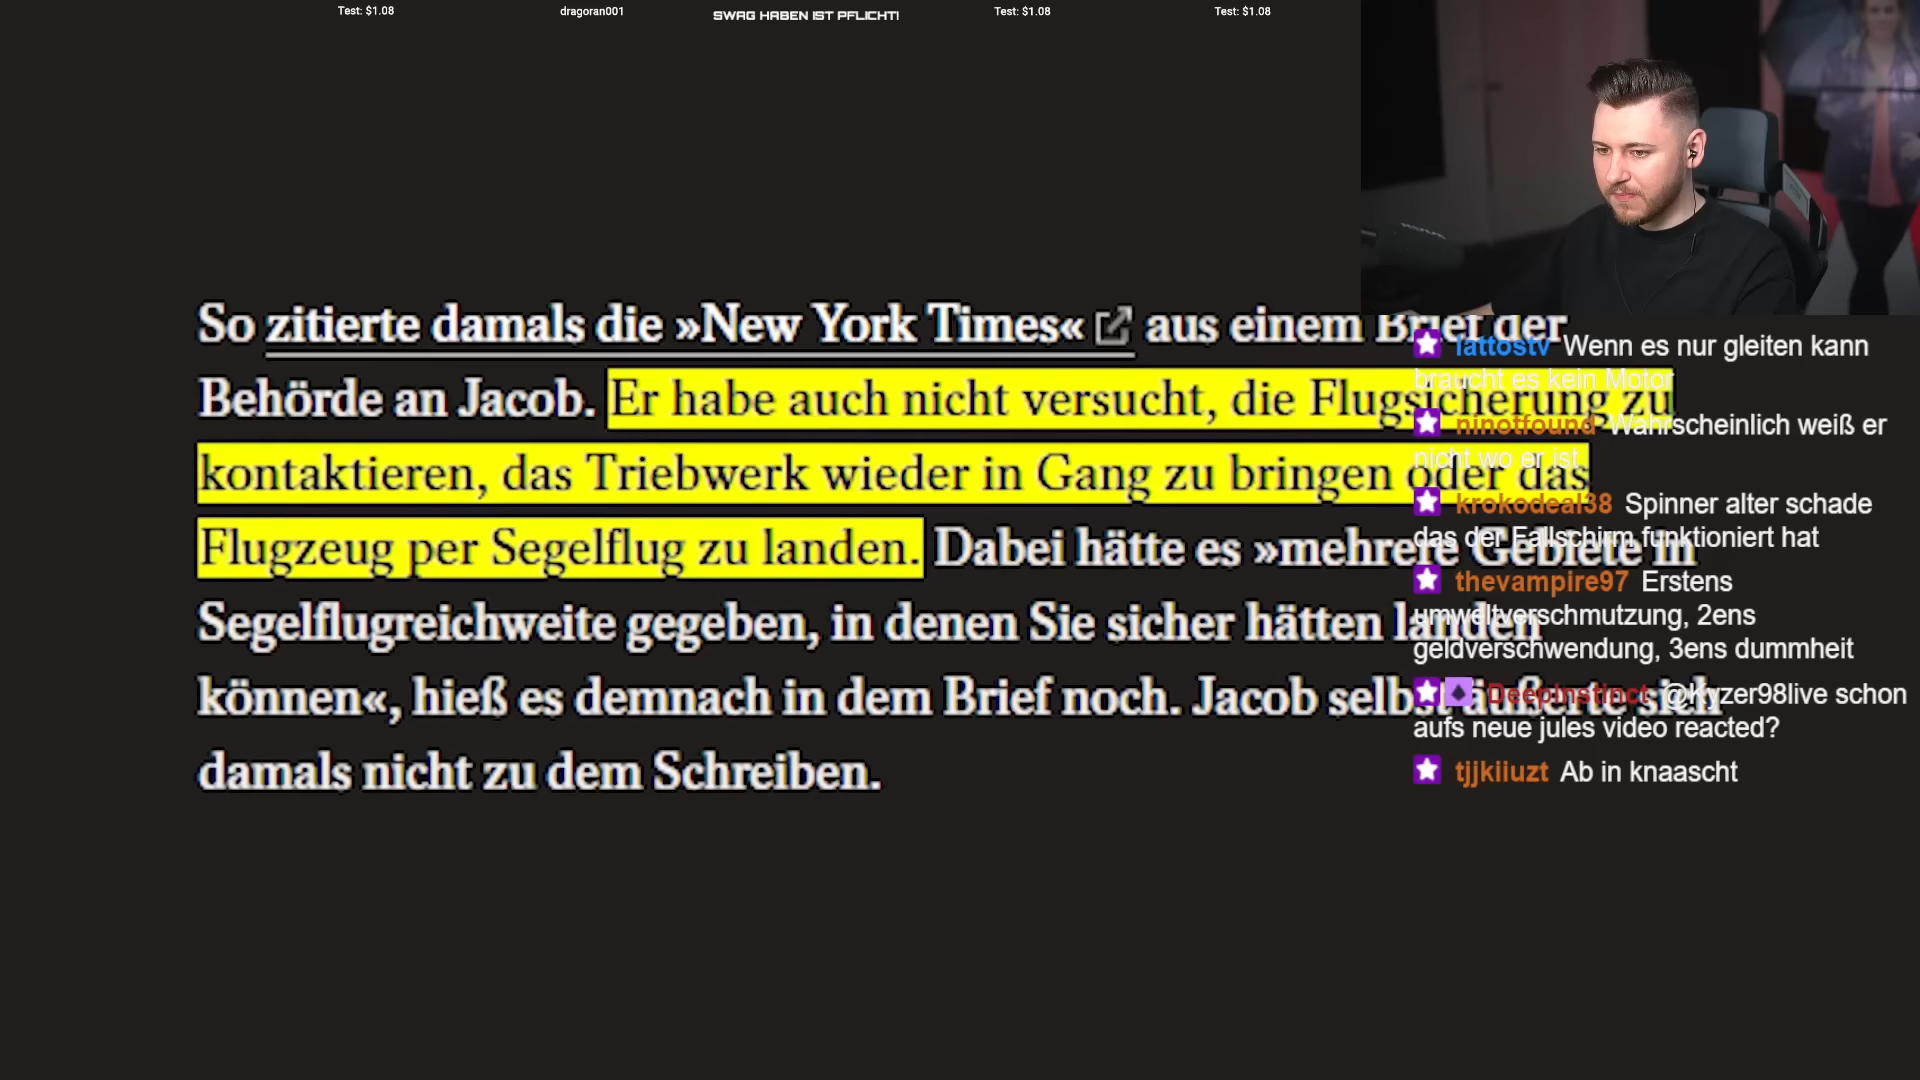 Test: $1.08
dragoran001
SWAG HABEN IST PFLICHT!
Test: $1.08
Test: $1.08
So zitierte damals die »New York Times« aus einem Brief der
Behörde an Jacob. Er habe auch nicht versucht, die Flugsicherung zu
kontaktieren, das Triebwerk wieder in Gang zu bringen oder das
Flugzeug per Segelflug zu landen. Dabei hätte es »mehrere Gebiete in
Segelflugreichweite gegeben, in denen Sie sicher hätten landen
können«, hieß es demnach in dem Brief noch. Jacob selbst äußerte sich
damals nicht zu dem Schreiben.
lattostv Wenn es nur gleiten kann
braucht es kein Motor
ninotfound Wahrscheinlich weiß er
nicht wo er ist
krokodeal38 Spinner alter schade
das der Fallschirm funktioniert hat
thevampire97 Erstens
umweltverschmutzung, 2ens
geldverschwendung, 3ens dummheit
DeepInstinct @Kyzer98live schon
aufs neue jules video reacted?
tjjkiiuzt Ab in knaascht